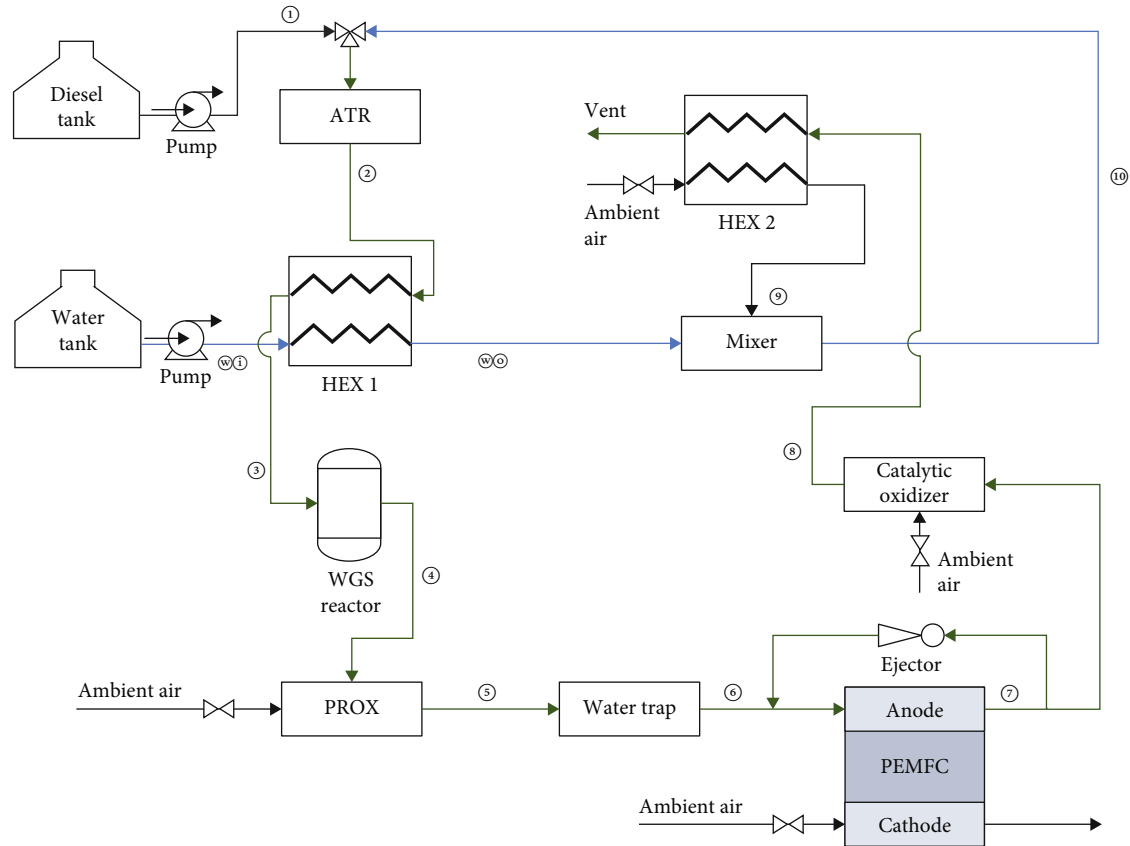 ①
Diesel
tank
Pump
ATR
②
Vent
Ambient
air
HEX 2
⑩
Water
tank
Pump
ⓦⓘ
HEX 1
ⓦⓞ
⑨
Mixer
③
WGS
reactor
④
⑧
Catalytic
oxidizer
Ambient
air
Ambient air
PROX
⑤
Water trap
⑥
Ejector
Anode
⑦
PEMFC
Ambient air
Cathode